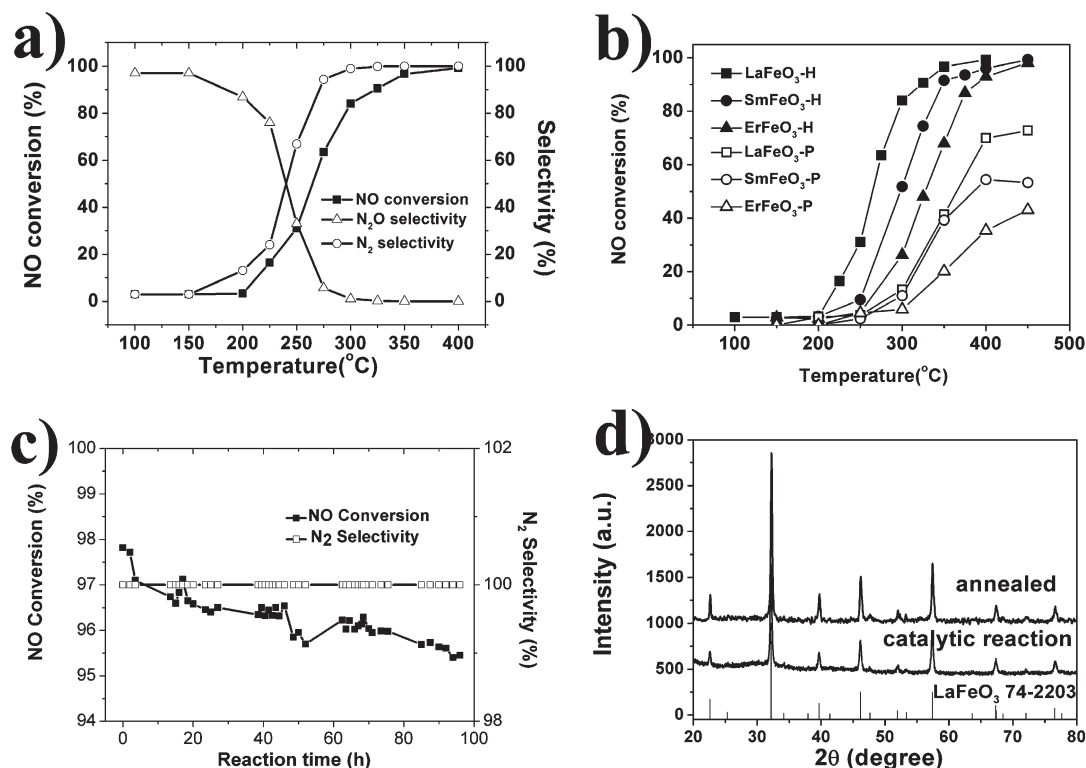 a)
NO conversion (%)
100
80
60
40
20
0
100 150 200 250 300 350 400
Temperature(°C)
100
80
60
40
20
0
Selectivity (%)
NO conversion
N₂O selectivity
N₂ selectivity
b)
NO conversion (%)
100
80
60
40
20
0
100 200 300 400 500
Temperature(°C)
LaFeO₃-H
SmFeO₃-H
ErFeO₃-H
LaFeO₃-P
SmFeO₃-P
ErFeO₃-P
c)
NO Conversion (%)
100
99
98
97
96
95
94
0 20 40 60 80 100
Reaction time (h)
102
100
98
N₂ Selectivity (%)
NO Conversion
N₂ Selectivity
d)
Intensity (a.u.)
3000
2500
2000
1500
1000
500
0
20 30 40 50 60 70 80
2θ (degree)
annealed
catalytic reaction
LaFeO₃ 74-2203